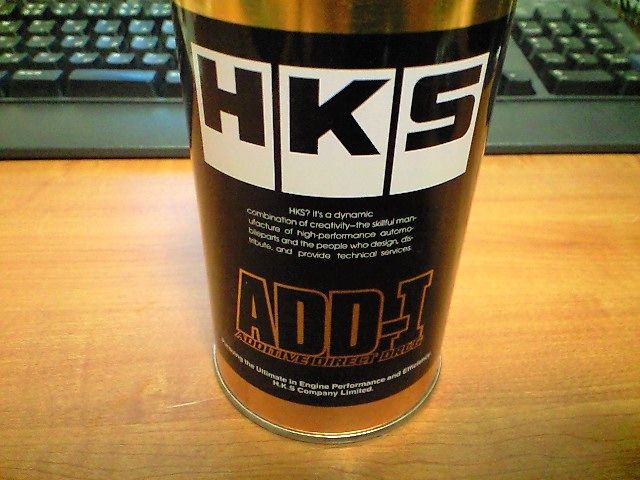 HKS
HKS? It's a dynamic
combination of creativity—the skillful man-
ufacture of high-performance automo-
bileparts and the people who design, dis-
tribute, and provide technical services.
ADD-I
ADDITIVE DIRECT
the Ultimate in Engine Performance and Efficiency
H.K.S Company Limited.